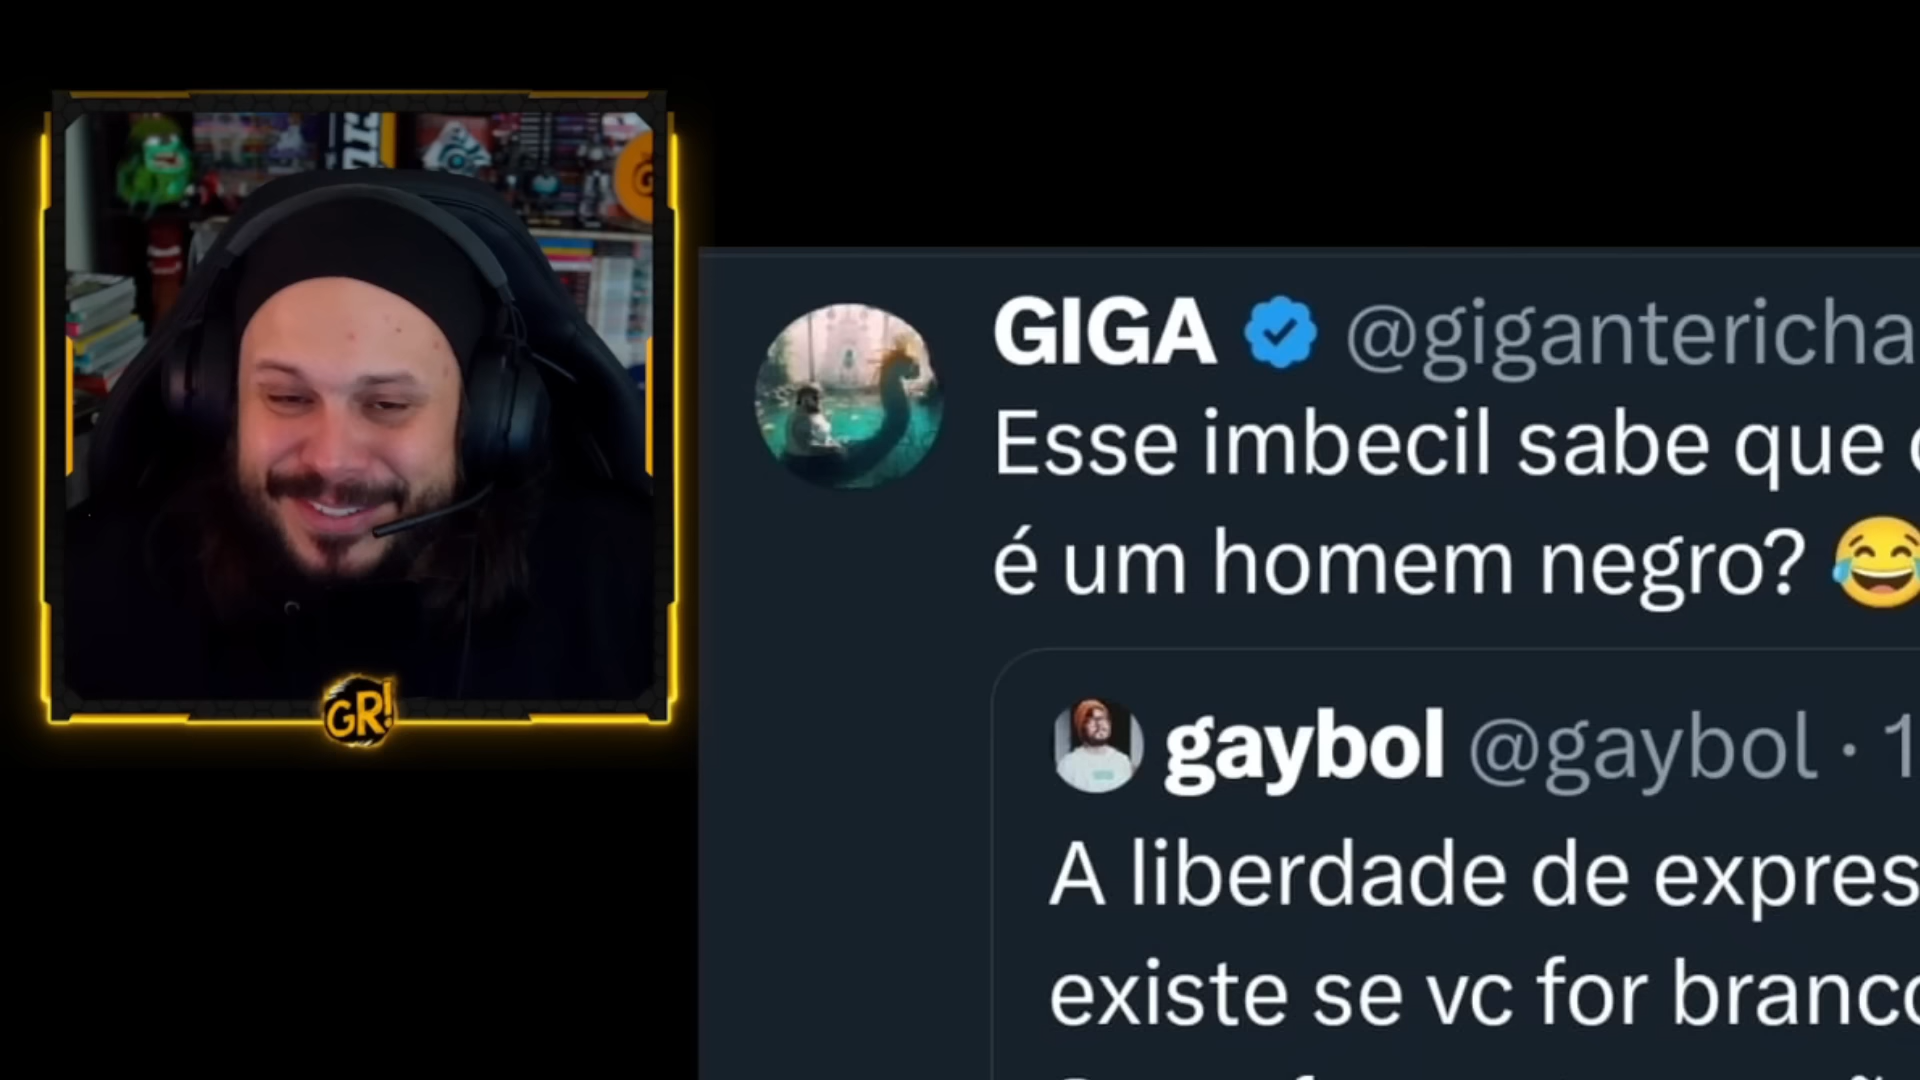 GIGA @gigantericha
Esse imbecil sabe que
é um homem negro? 😂
gaybol @gaybol · 1
A liberdade de expres
existe se vc for branco
GR!